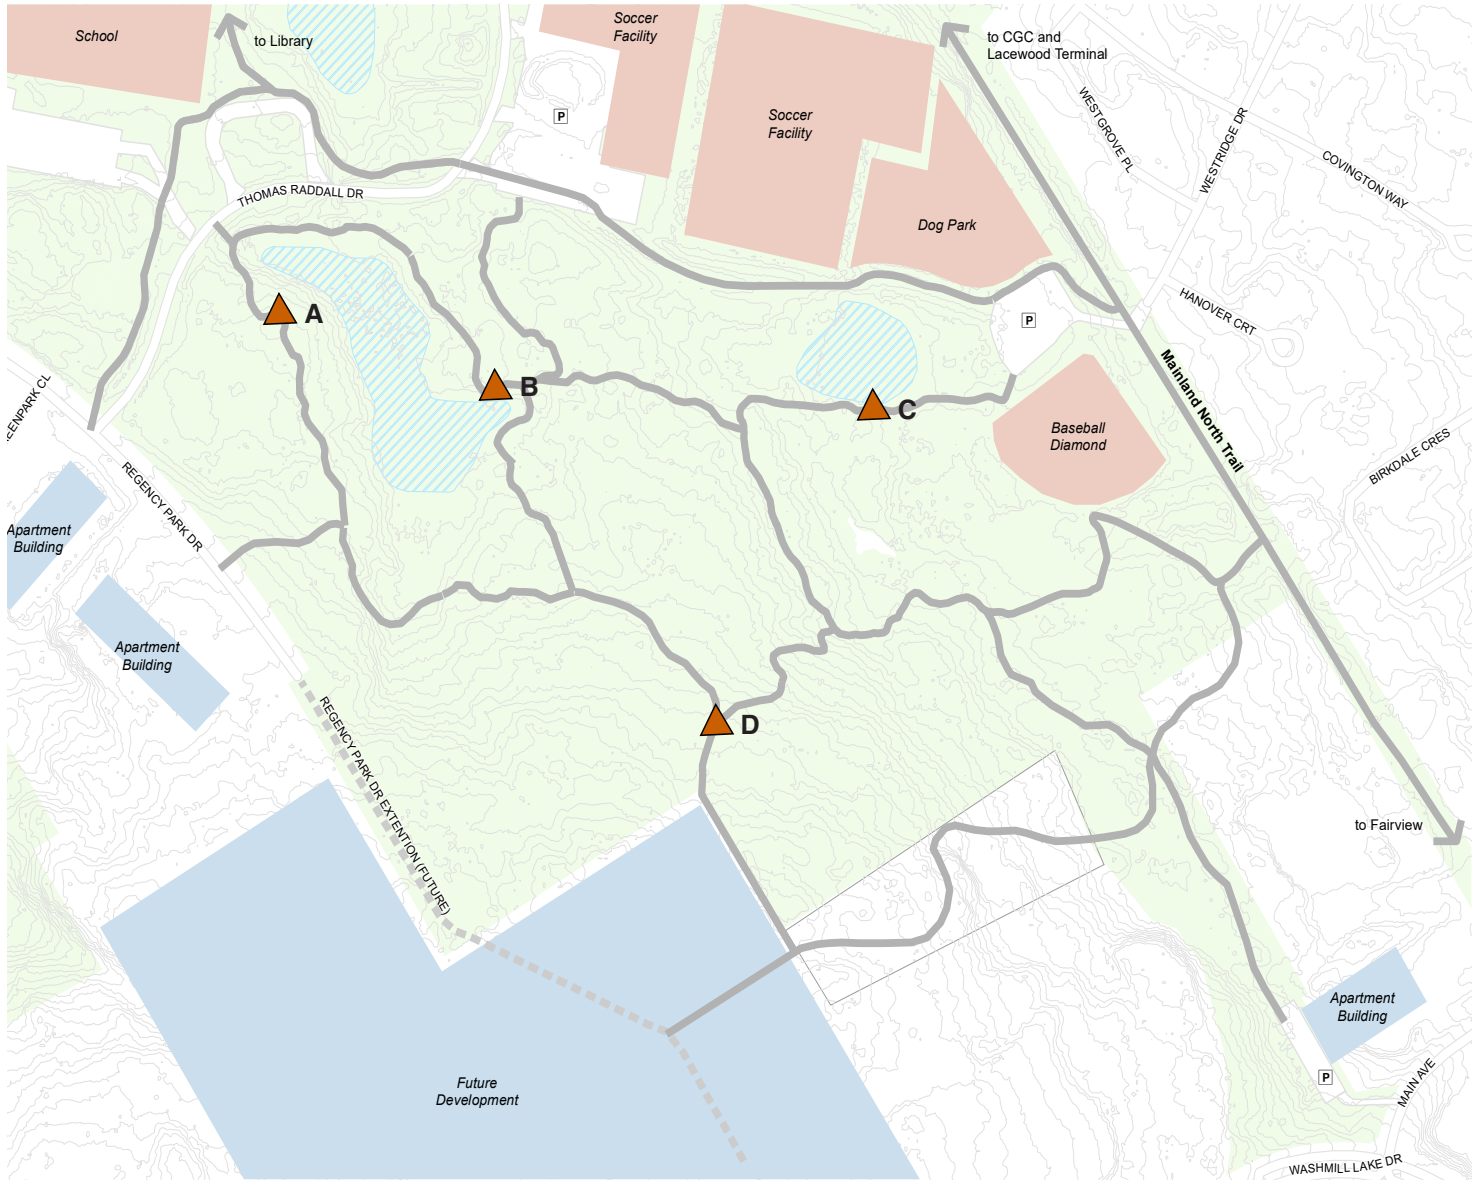 School
to Library
Soccer
Facility
to CGC and
Lacewood Terminal
P
Soccer
Facility
WESTGROVE PL
WESTRIDGE DR
COVINGTON WAY
THOMAS RADDALL DR
Dog Park
HANOVER CRT
A
P
Mainland North Trail
B
C
EENPARK CL
Baseball
Diamond
BIRKDALE CRES
REGENCY PARK DR
Apartment
Building
Apartment
Building
D
REGENCY PARK DR EXTENTION (FUTURE)
to Fairview
Apartment
Building
Future
Development
P
MAIN AVE
WASHMILL LAKE DR